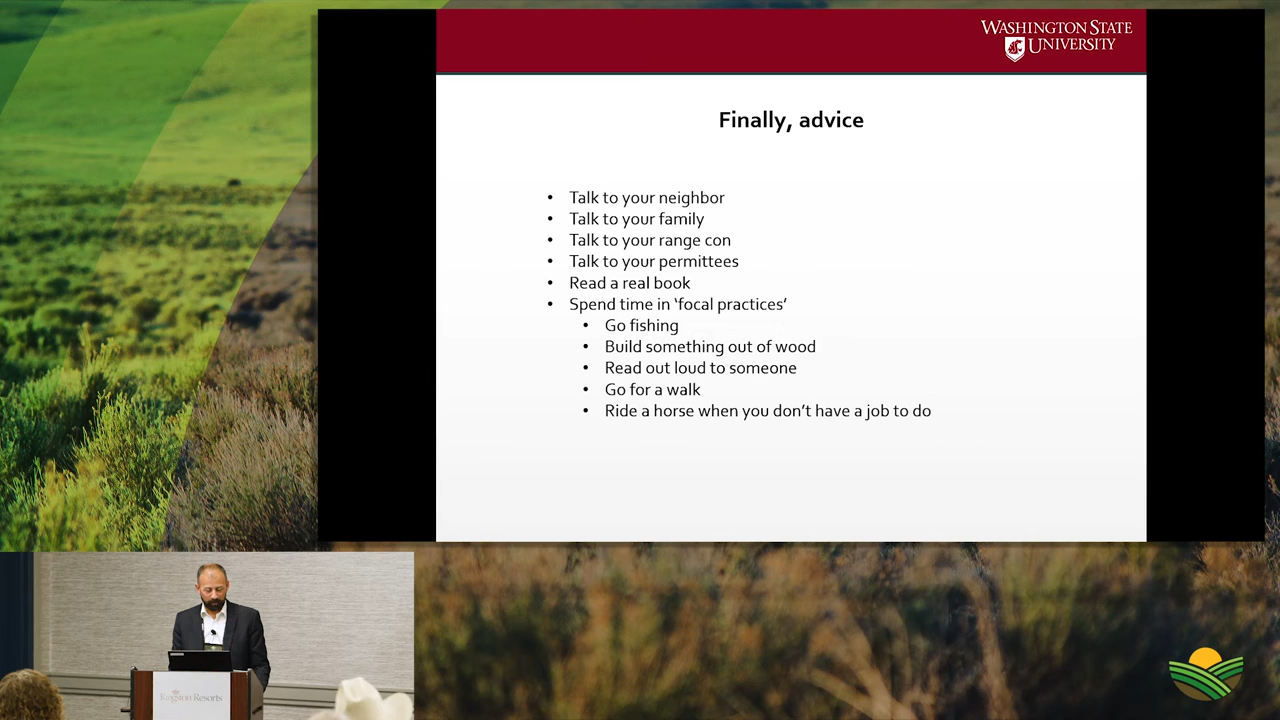 WASHINGTON STATE
UNIVERSITY
Finally, advice
• Talk to your neighbor
• Talk to your family
• Talk to your range con
• Talk to your permittees
• Read a real book
• Spend time in ‘focal practices’
• Go fishing
• Build something out of wood
• Read out loud to someone
• Go for a walk
• Ride a horse when you don’t have a job to do
Keystone Resorts